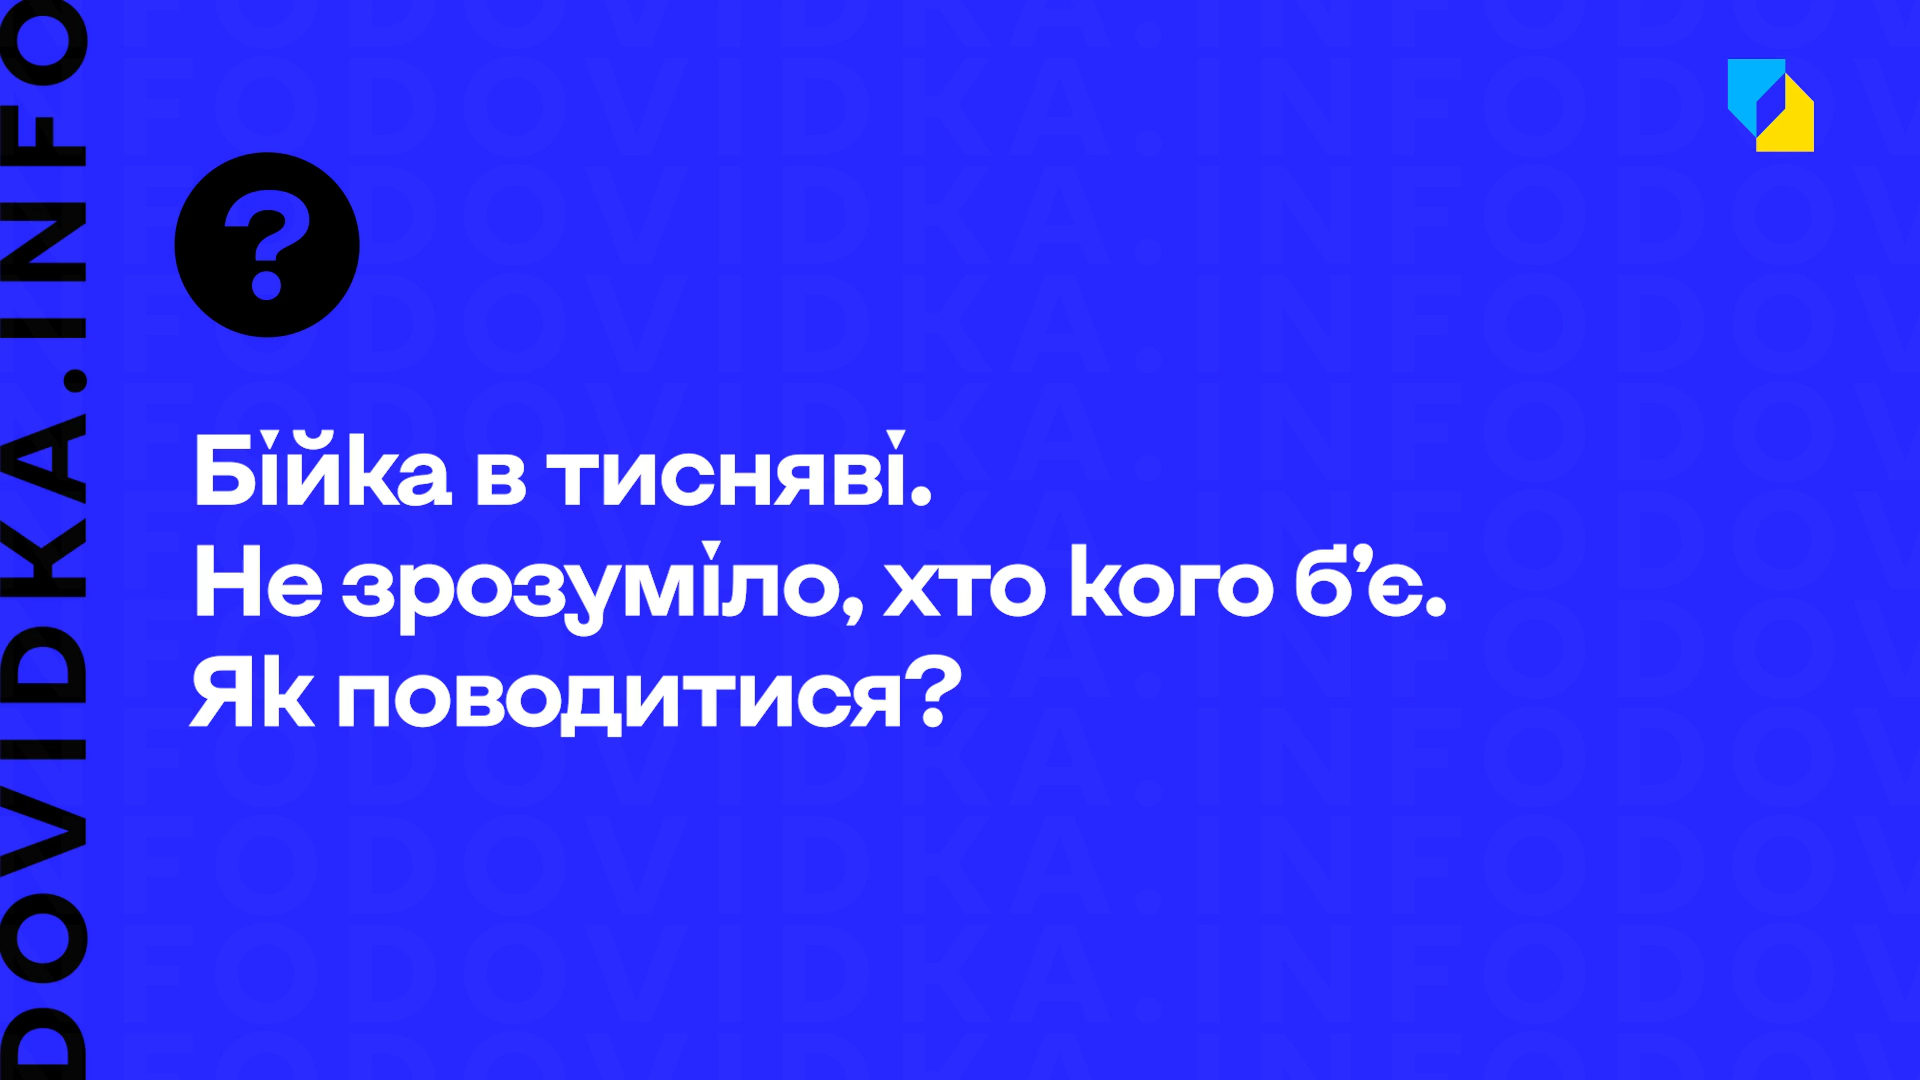 DOVIDKA.INFO
?
Бійка в тисняві.
Не зрозуміло, хто кого б’є.
Як поводитися?